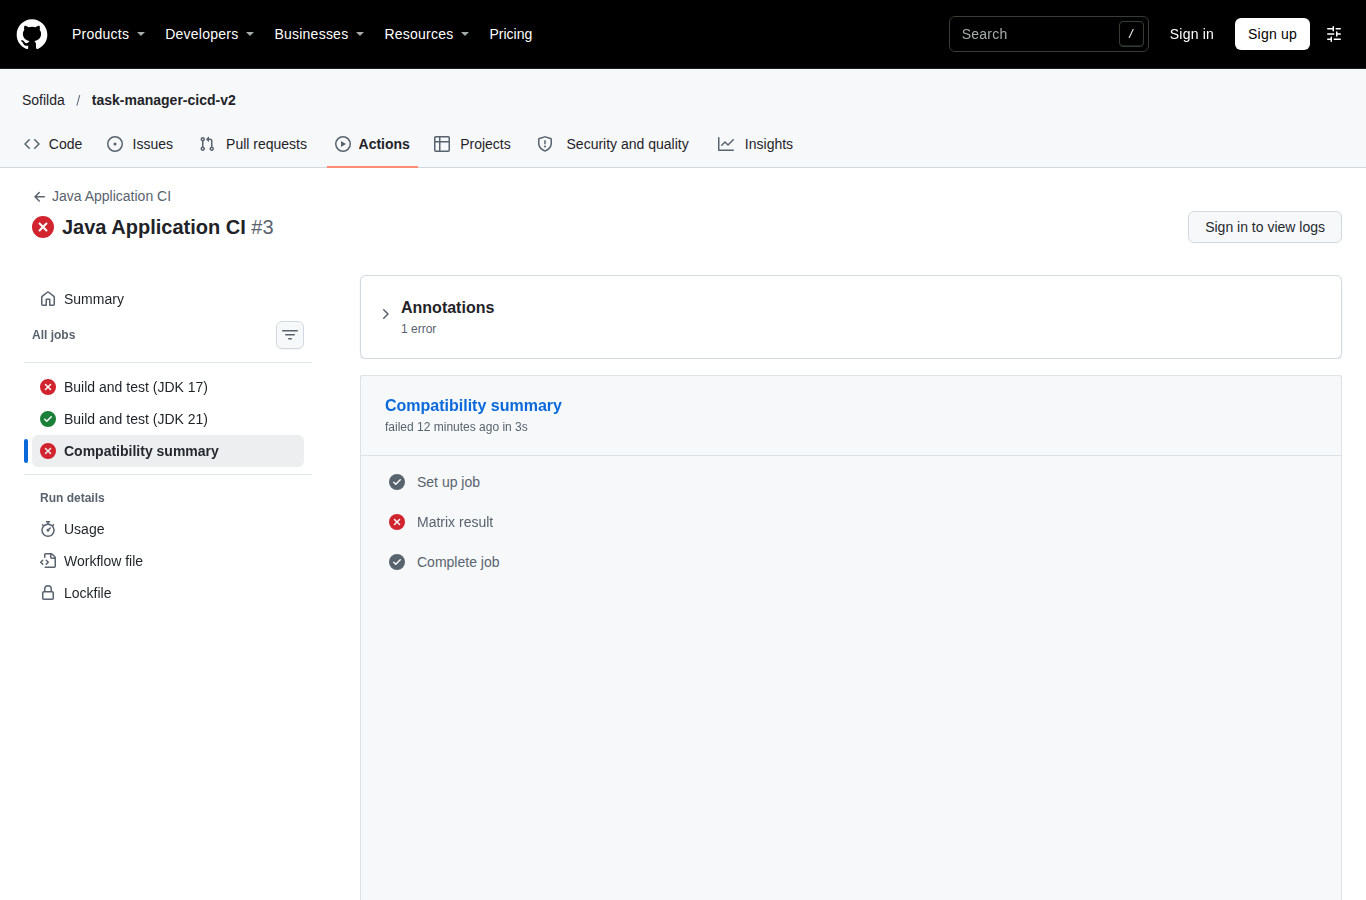 Products Developers Businesses Resources Pricing Search / Sign in Sign up
Sofilda / task-manager-cicd-v2
Code Issues Pull requests Actions Projects Security and quality Insights
Java Application CI
Java Application CI #3
Sign in to view logs
Summary
All jobs
Build and test (JDK 17)
Build and test (JDK 21)
Compatibility summary
Run details
Usage
Workflow file
Lockfile
Annotations
1 error
Compatibility summary
failed 12 minutes ago in 3s
Set up job
Matrix result
Complete job